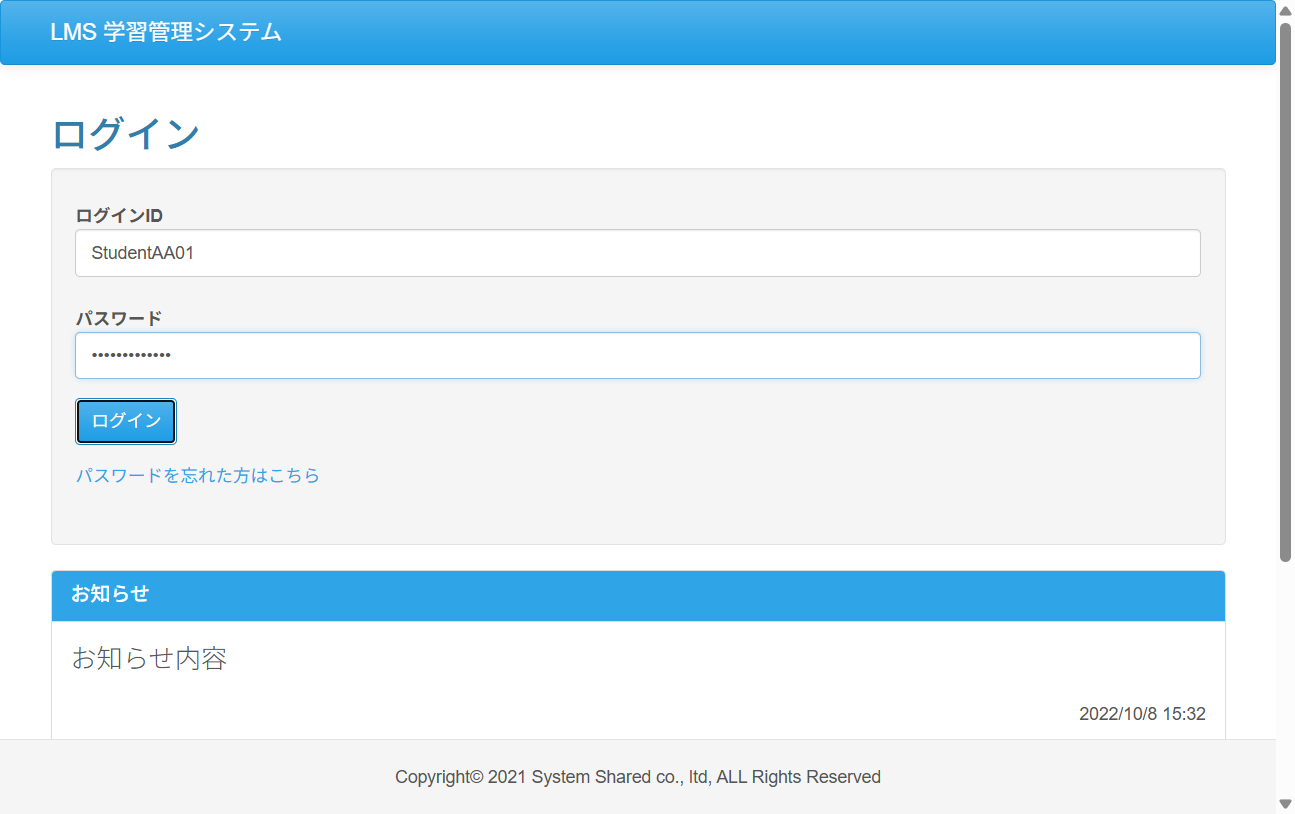 LMS 学習管理システム
ログイン
ログインID
StudentAA01
パスワード
•••••••••••••
ログイン
パスワードを忘れた方はこちら
お知らせ
お知らせ内容
2022/10/8 15:32
Copyright© 2021 System Shared co., ltd, ALL Rights Reserved